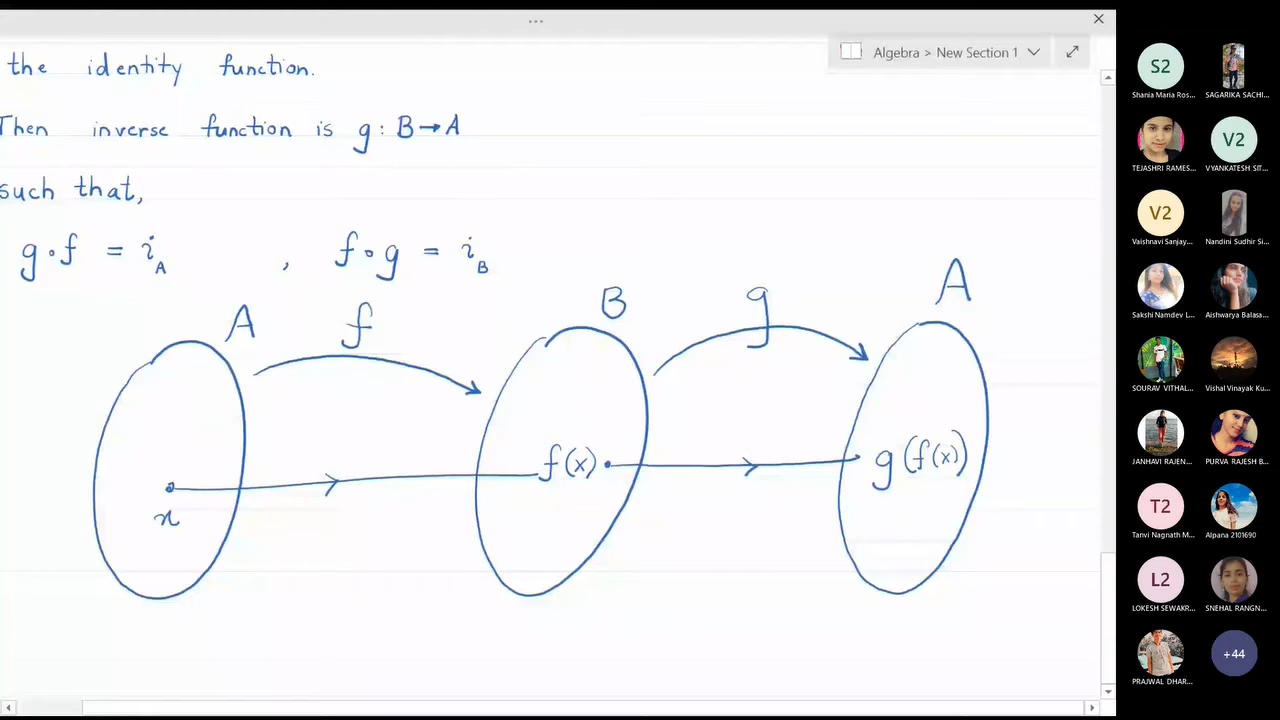 Algebra > New Section 1
the identity function.
Then inverse function is g : B→A
such that,
g∘f = i_A , f∘g = i_B
A f B g A
f(x) g(f(x))
x
S2
Shania Maria Ros...
SAGARIKA SACHI...
TEJASHRI RAMES...
V2
VYANKATESH SIT...
V2
Vaishnavi Sanjay...
Nandini Sudhir Si...
Sakshi Namdev L...
Aishwarya Balasa...
SOURAV VITHAL...
Vishal Vinayak Ku...
JANHAVI RAJEN...
PURVA RAJESH B...
T2
Tanvi Nagnath M...
Alpana 2101690
L2
LOKESH SEWAKR...
SNEHAL RANGN...
PRAJWAL DHAR...
+44